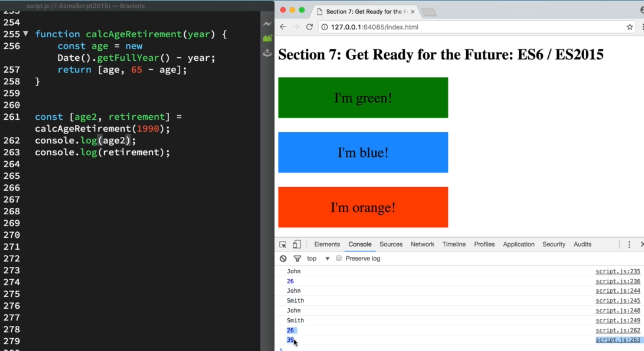 script.js (7-6cmaScript2015) — Brackets
253
254
255 function calcAgeRetirement(year) {
256 const age = new
Date().getFullYear() - year;
257 return [age, 65 - age];
258 }
259
260
261 const [age2, retirement] =
calcAgeRetirement(1990);
262 console.log(age2);
263 console.log(retirement);
264
265
266
267
268
269
270
271
272
273
274
275
276
277
278
279
Section 7: Get Ready for the F
127.0.0.1:64085/index.html
Section 7: Get Ready for the Future: ES6 / ES2015
I'm green!
I'm blue!
I'm orange!
Elements Console Sources Network Timeline Profiles Application Security Audits
top Preserve log
John script.js:235
26 script.js:236
John script.js:244
Smith script.js:245
John script.js:248
Smith script.js:249
26 script.js:262
39 script.js:263